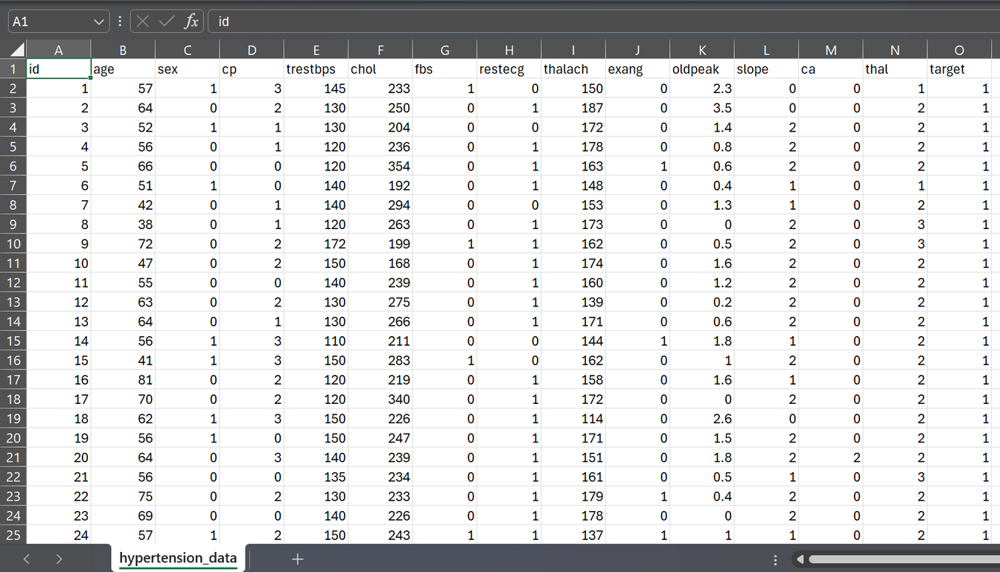 A1 fx id
A B C D E F G H I J K L M N O
1 id age sex cp trestbps chol fbs restecg thalach exang oldpeak slope ca thal target
2 1 57 1 3 145 233 1 0 150 0 2.3 0 0 1 1
3 2 64 0 2 130 250 0 1 187 0 3.5 0 0 2 1
4 3 52 1 1 130 204 0 0 172 0 1.4 2 0 2 1
5 4 56 0 1 120 236 0 1 178 0 0.8 2 0 2 1
6 5 66 0 0 120 354 0 1 163 1 0.6 2 0 2 1
7 6 51 1 0 140 192 0 1 148 0 0.4 1 0 1 1
8 7 42 0 1 140 294 0 0 153 0 1.3 1 0 2 1
9 8 38 0 1 120 263 0 1 173 0 0 2 0 3 1
10 9 72 0 2 172 199 1 1 162 0 0.5 2 0 3 1
11 10 47 0 2 150 168 0 1 174 0 1.6 2 0 2 1
12 11 55 0 0 140 239 0 1 160 0 1.2 2 0 2 1
13 12 63 0 2 130 275 0 1 139 0 0.2 2 0 2 1
14 13 64 0 1 130 266 0 1 171 0 0.6 2 0 2 1
15 14 56 1 3 110 211 0 0 144 1 1.8 1 0 2 1
16 15 41 1 3 150 283 1 0 162 0 1 2 0 2 1
17 16 81 0 2 120 219 0 1 158 0 1.6 1 0 2 1
18 17 70 0 2 120 340 0 1 172 0 0 2 0 2 1
19 18 62 1 3 150 226 0 1 114 0 2.6 0 0 2 1
20 19 56 1 0 150 247 0 1 171 0 1.5 2 0 2 1
21 20 64 0 3 140 239 0 1 151 0 1.8 2 2 2 1
22 21 56 0 0 135 234 0 1 161 0 0.5 1 0 3 1
23 22 75 0 2 130 233 0 1 179 1 0.4 2 0 2 1
24 23 69 0 0 140 226 0 1 178 0 0 2 0 2 1
25 24 57 1 2 150 243 1 1 137 1 1 1 0 2 1
hypertension_data